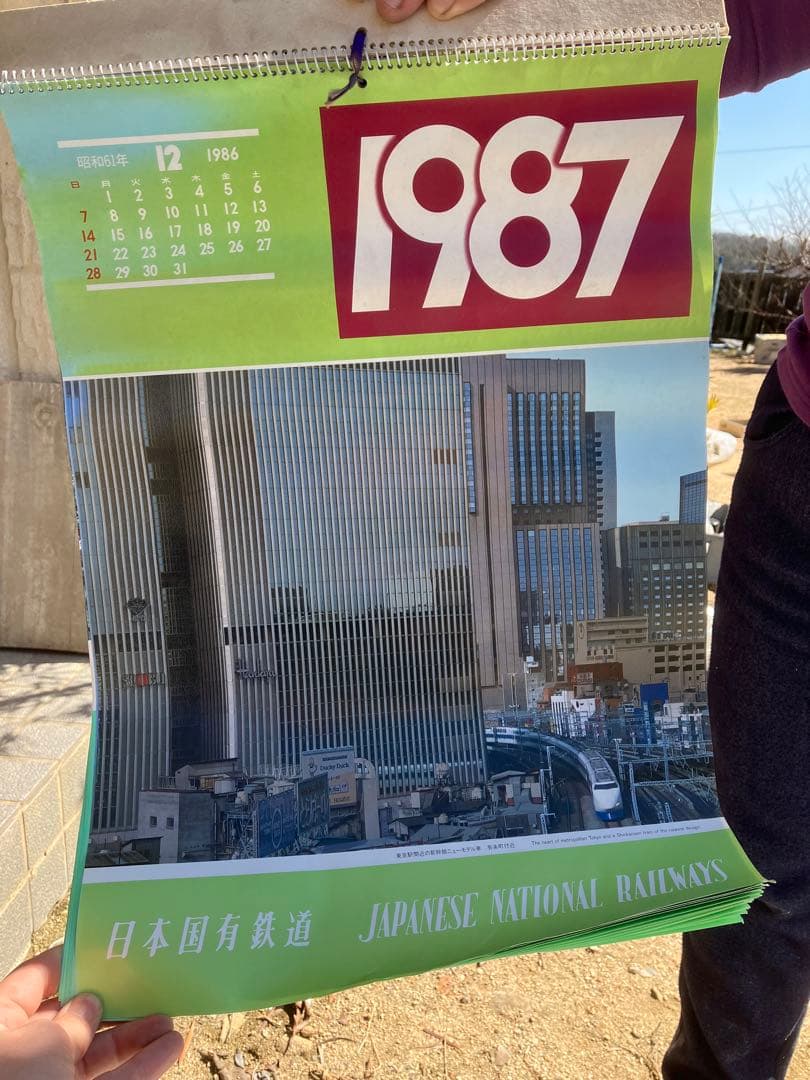 昭和61年 12 1986
日 月 火 水 木 金 土
1 2 3 4 5 6
7 8 9 10 11 12 13
14 15 16 17 18 19 20
21 22 23 24 25 26 27
28 29 30 31
1987
Ducky Duck
The heart of metropolitan Tokyo and a Shinkansen train of the newest design.
日本国有鉄道 JAPANESE NATIONAL RAILWAYS